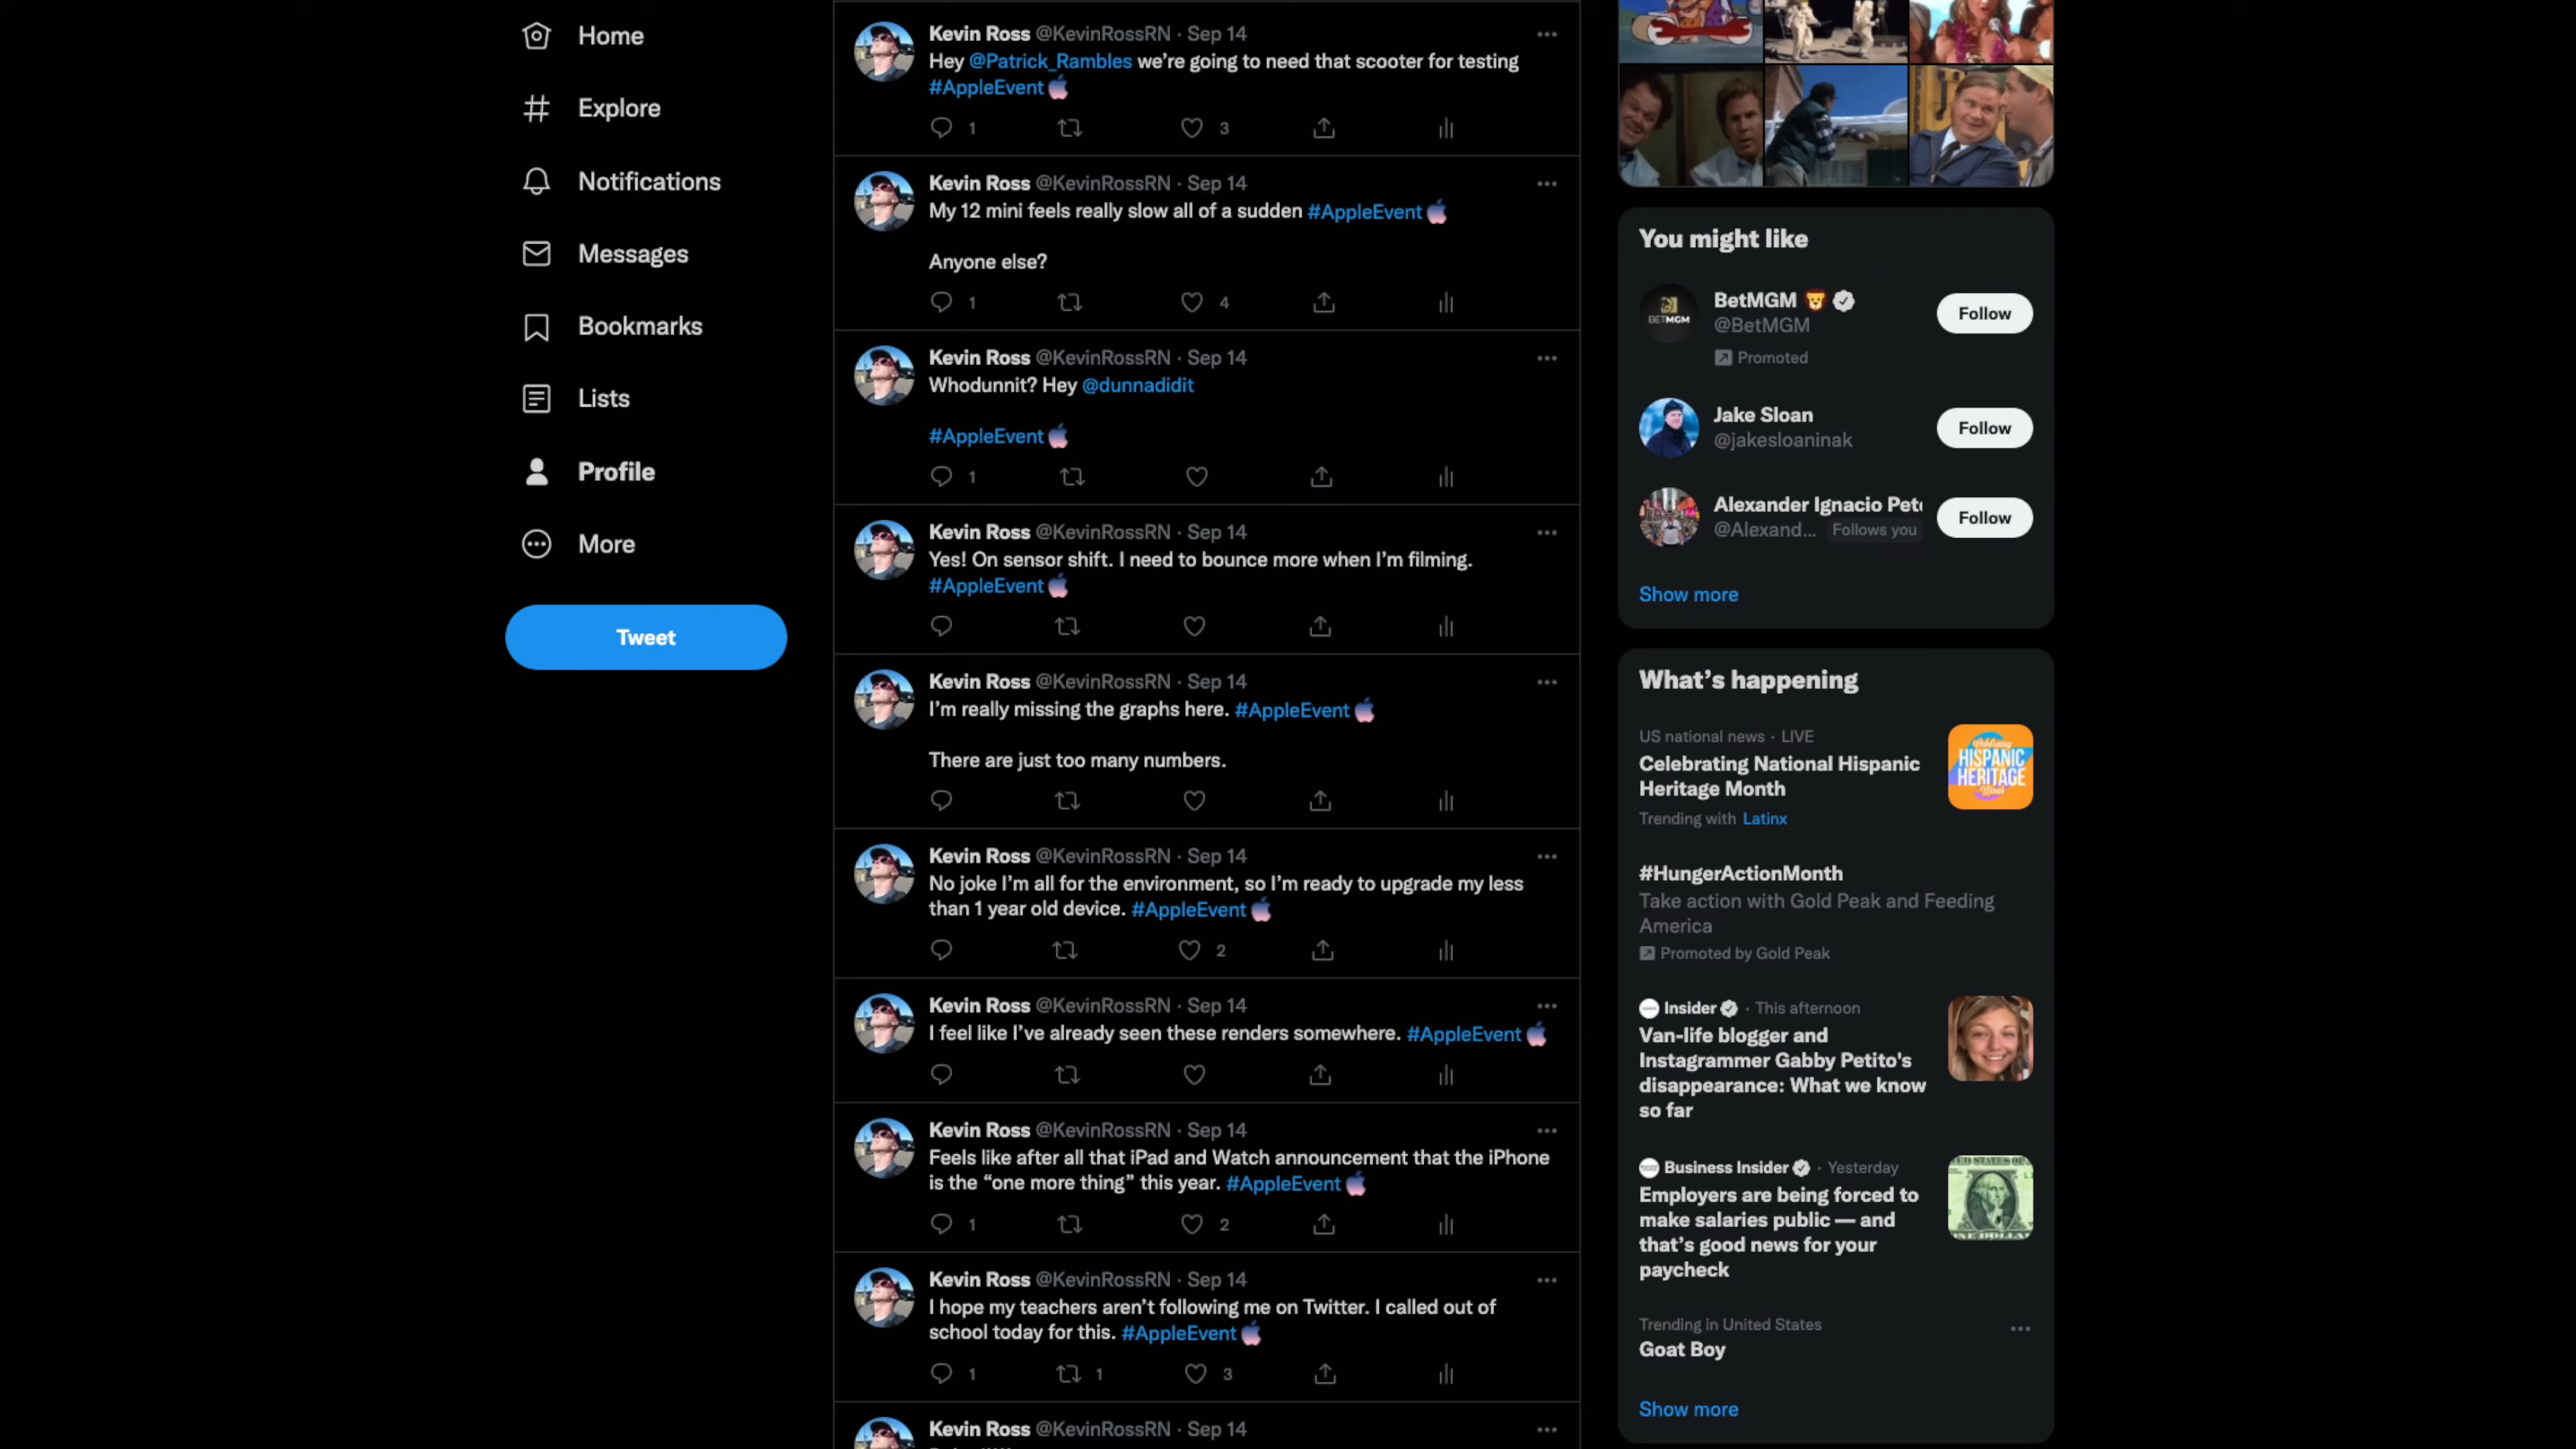 Home
Explore
Notifications
Messages
Bookmarks
Lists
Profile
More
Tweet
Kevin Ross @KevinRossRN · Sep 14
Hey @Patrick_Rambles we’re going to need that scooter for testing
#AppleEvent
1 3
Kevin Ross @KevinRossRN · Sep 14
My 12 mini feels really slow all of a sudden #AppleEvent
Anyone else?
1 4
Kevin Ross @KevinRossRN · Sep 14
Whodunnit? Hey @dunnadidit
#AppleEvent
1
Kevin Ross @KevinRossRN · Sep 14
Yes! On sensor shift. I need to bounce more when I’m filming.
#AppleEvent
Kevin Ross @KevinRossRN · Sep 14
I’m really missing the graphs here. #AppleEvent
There are just too many numbers.
Kevin Ross @KevinRossRN · Sep 14
No joke I’m all for the environment, so I’m ready to upgrade my less
than 1 year old device. #AppleEvent
2
Kevin Ross @KevinRossRN · Sep 14
I feel like I’ve already seen these renders somewhere. #AppleEvent
Kevin Ross @KevinRossRN · Sep 14
Feels like after all that iPad and Watch announcement that the iPhone
is the “one more thing” this year. #AppleEvent
1 2
Kevin Ross @KevinRossRN · Sep 14
I hope my teachers aren’t following me on Twitter. I called out of
school today for this. #AppleEvent
1 1 3
Kevin Ross @KevinRossRN · Sep 14
You might like
BETMGM
BetMGM
@BetMGM
Promoted
Follow
Jake Sloan
@jakesloaninak
Follow
Alexander Ignacio Pete
@Alexand... Follows you
Follow
Show more
What’s happening
US national news · LIVE
Celebrating National Hispanic
Heritage Month
Trending with Latinx
HISPANIC
HERITAGE
Month
#HungerActionMonth
Take action with Gold Peak and Feeding
America
Promoted by Gold Peak
Insider · This afternoon
Van-life blogger and
Instagrammer Gabby Petito's
disappearance: What we know
so far
Business Insider · Yesterday
Employers are being forced to
make salaries public — and
that’s good news for your
paycheck
Trending in United States
Goat Boy
Show more